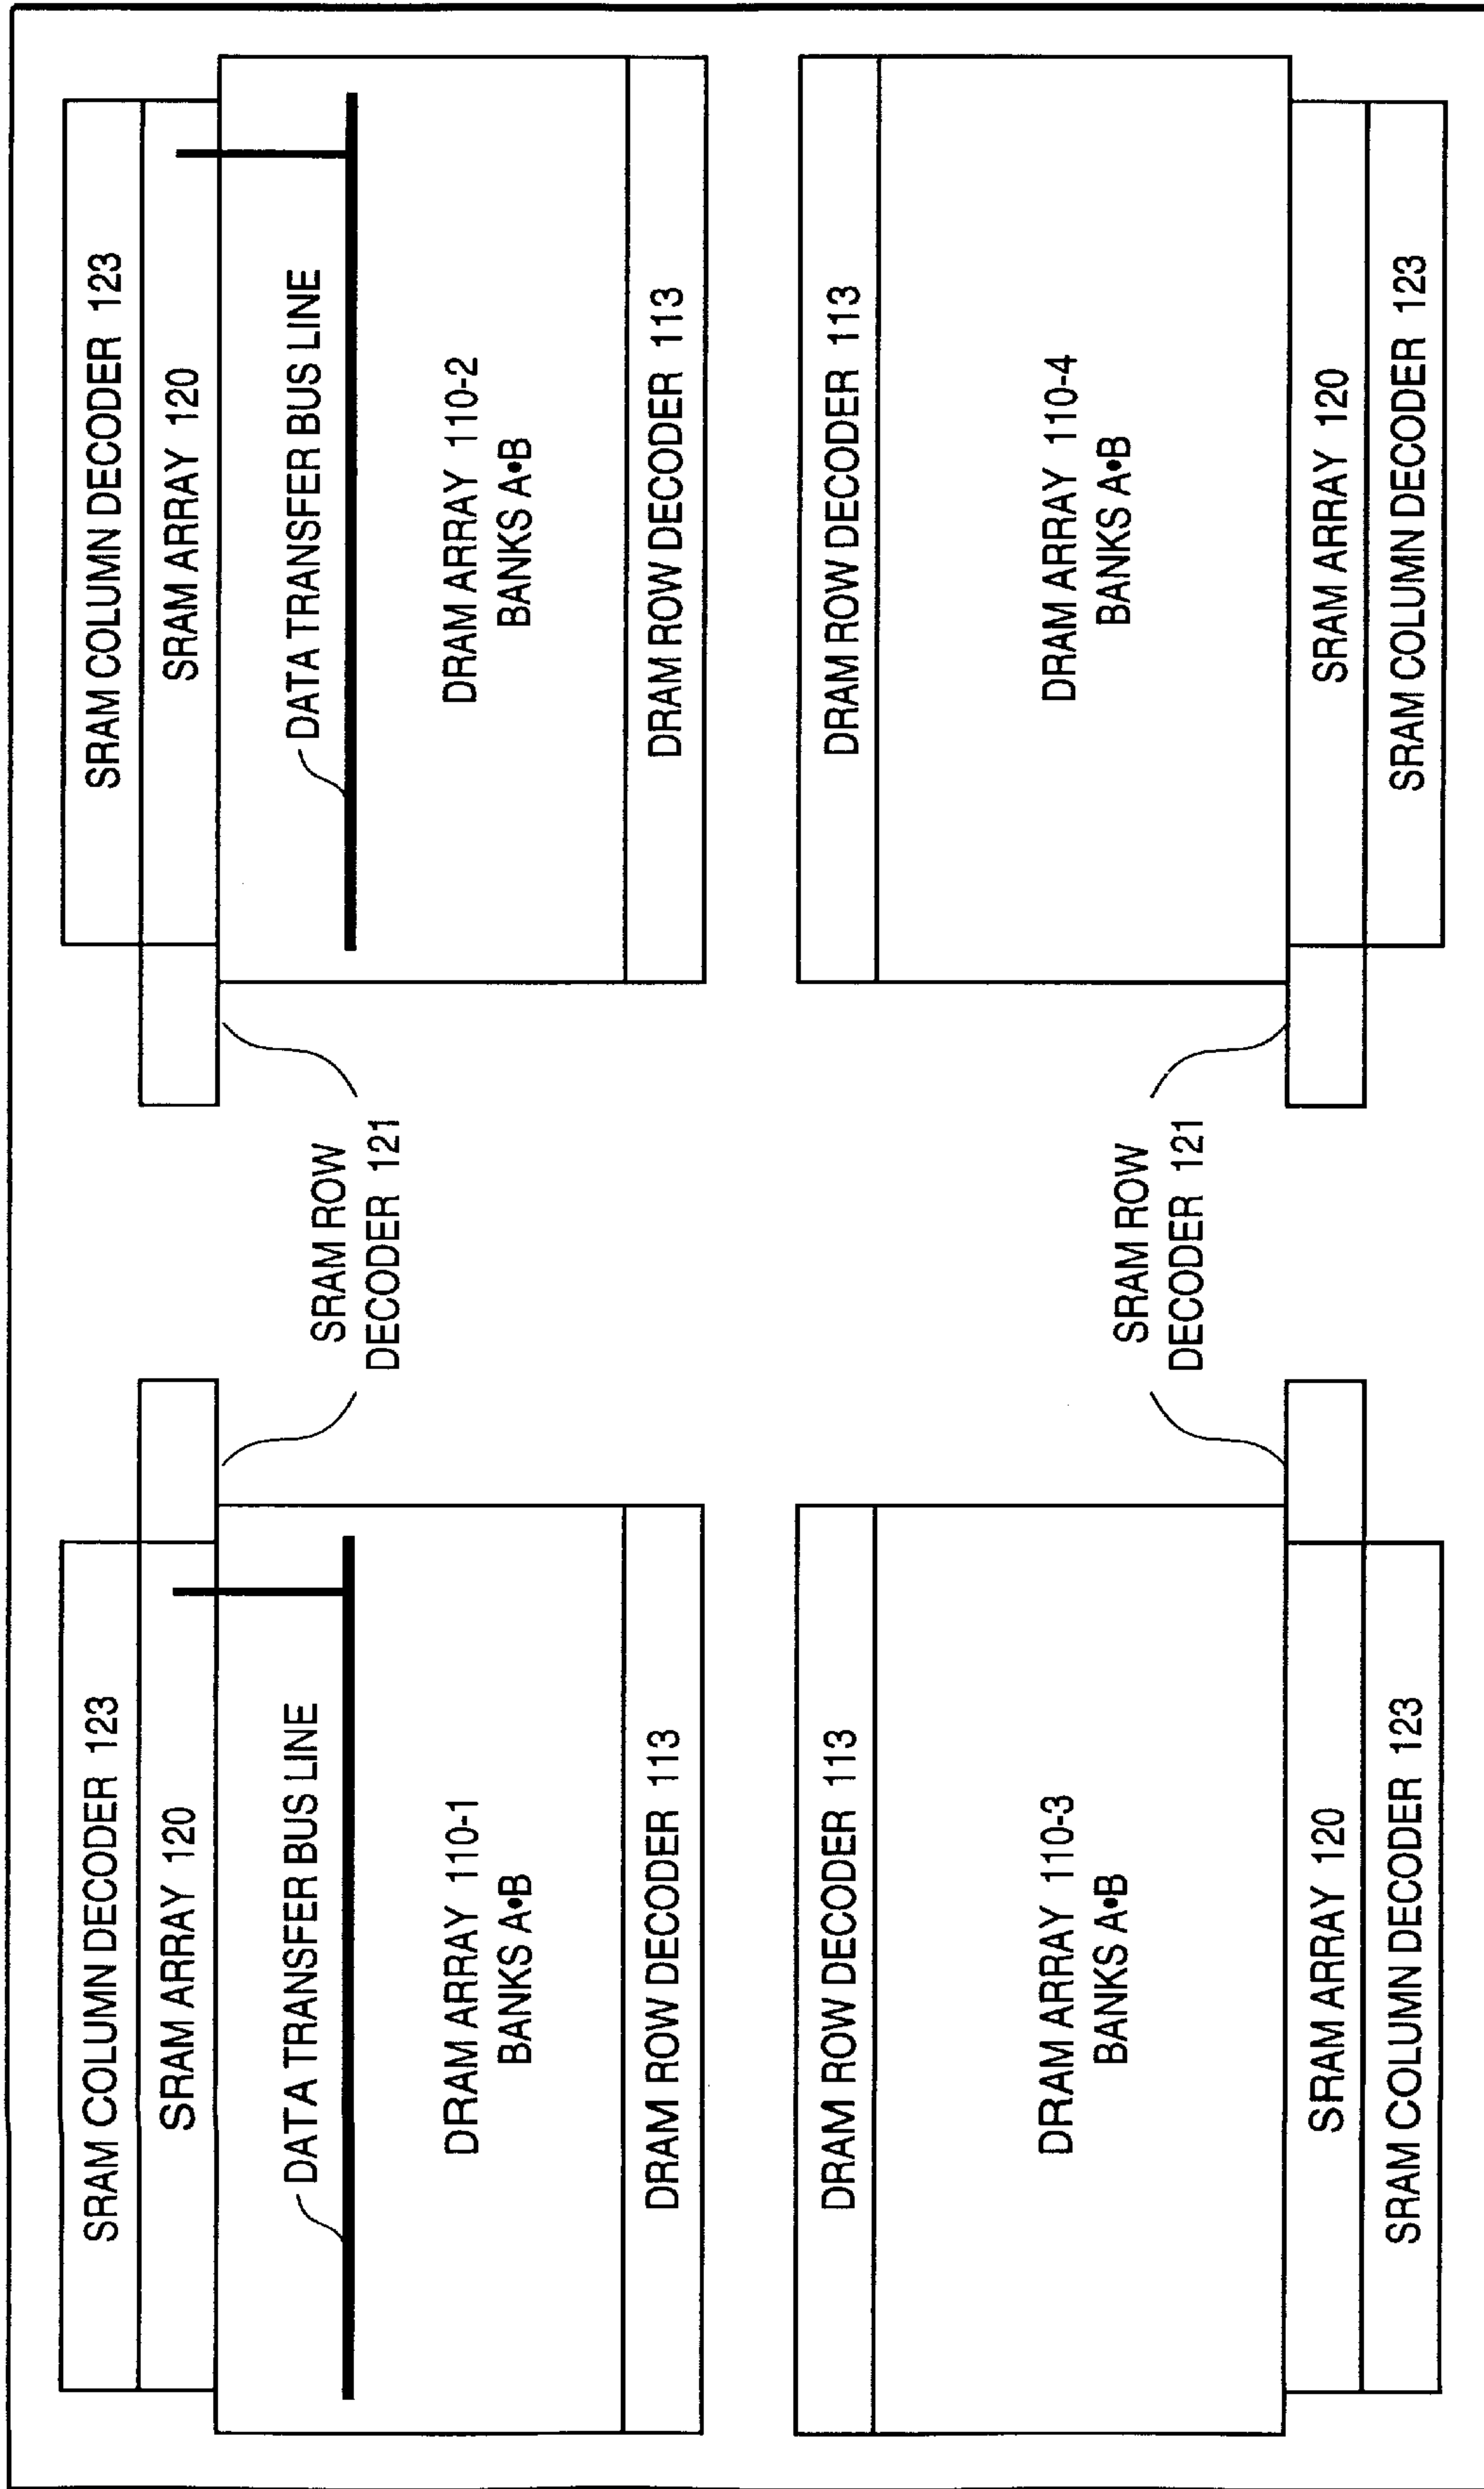 SRAM COLUMN DECODER 123
SRAM COLUMN DECODER 123
SRAM ARRAY 120
SRAM ARRAY 120
DATA TRANSFER BUS LINE
SRAM ROW
DECODER 121
DATA TRANSFER BUS LINE
DRAM ARRAY 110-1
BANKS A•B
DRAM ARRAY 110-2
BANKS A•B
DRAM ROW DECODER 113
DRAM ROW DECODER 113
DRAM ROW DECODER 113
DRAM ROW DECODER 113
DRAM ARRAY 110-3
BANKS A•B
SRAM ROW
DECODER 121
DRAM ARRAY 110-4
BANKS A•B
SRAM ARRAY 120
SRAM ARRAY 120
SRAM COLUMN DECODER 123
SRAM COLUMN DECODER 123